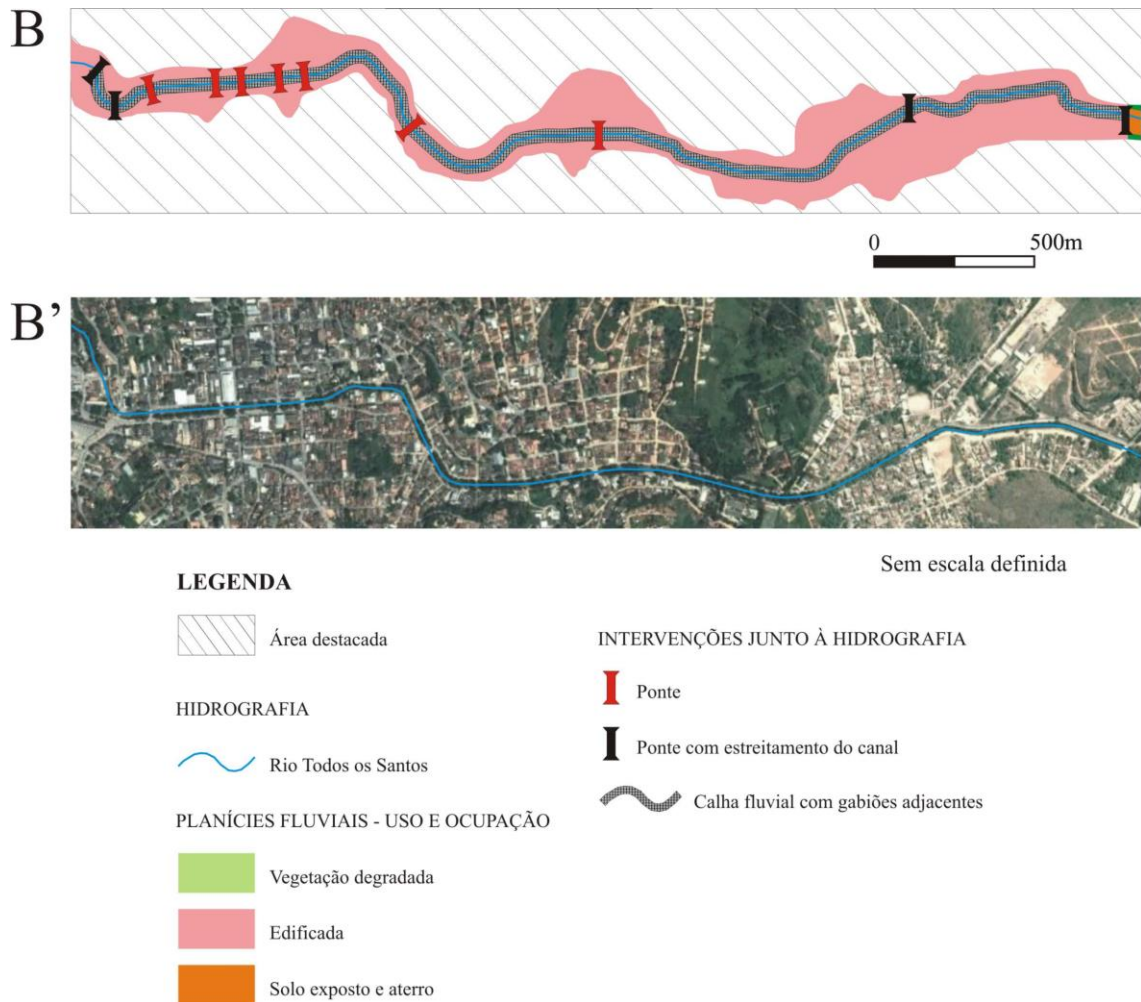 B
0 500m
B’
Sem escala definida
LEGENDA
Área destacada
HIDROGRAFIA
Rio Todos os Santos
PLANÍCIES FLUVIAIS - USO E OCUPAÇÃO
Vegetação degradada
Edificada
Solo exposto e aterro
INTERVENÇÕES JUNTO À HIDROGRAFIA
Ponte
Ponte com estreitamento do canal
Calha fluvial com gabiões adjacentes